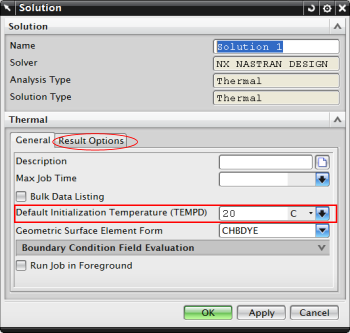 Solution
Solution
Name
Solution 1
Solver
NX NASTRAN DESIGN
Analysis Type
Thermal
Solution Type
Thermal
Thermal
General
Result Options
Description
Max Job Time
Bulk Data Listing
Default Initialization Temperature (TEMPD)
20
C
Geometric Surface Element Form
CHBDYE
Boundary Condition Field Evaluation
Run Job in Foreground
OK
Apply
Cancel